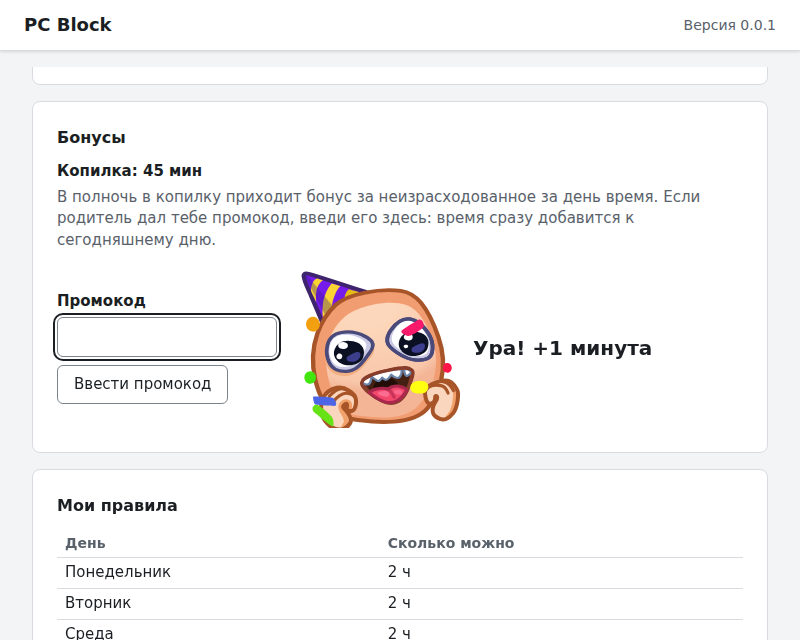 PC Block
Версия 0.0.1
Бонусы
Копилка: 45 мин
В полночь в копилку приходит бонус за неизрасходованное за день время. Если
родитель дал тебе промокод, введи его здесь: время сразу добавится к
сегодняшнему дню.
Промокод
Ввести промокод
Ура! +1 минута
Мои правила
День Сколько можно
Понедельник 2 ч
Вторник 2 ч
Среда 2 ч